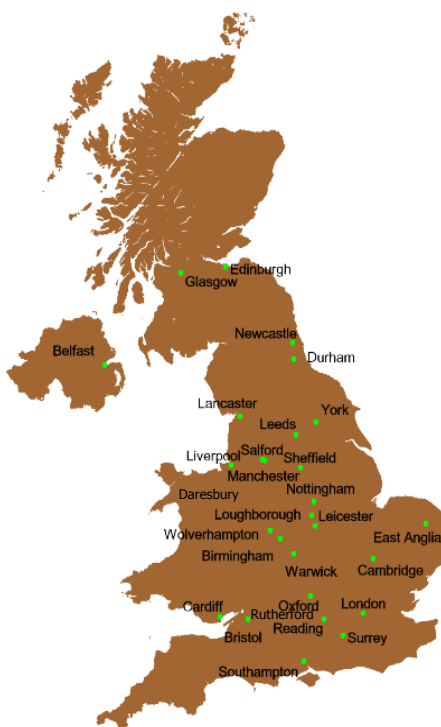 Edinburgh
Glasgow
Newcastle
Belfast
Durham
Lancaster
York
Leeds
Salford
Liverpool
Sheffield
Manchester
Daresbury
Nottingham
Loughborough
Leicester
Wolverhampton
East Anglia
Birmingham
Warwick
Cambridge
Oxford
London
Cardiff
Rutherford
Reading
Bristol
Surrey
Southampton